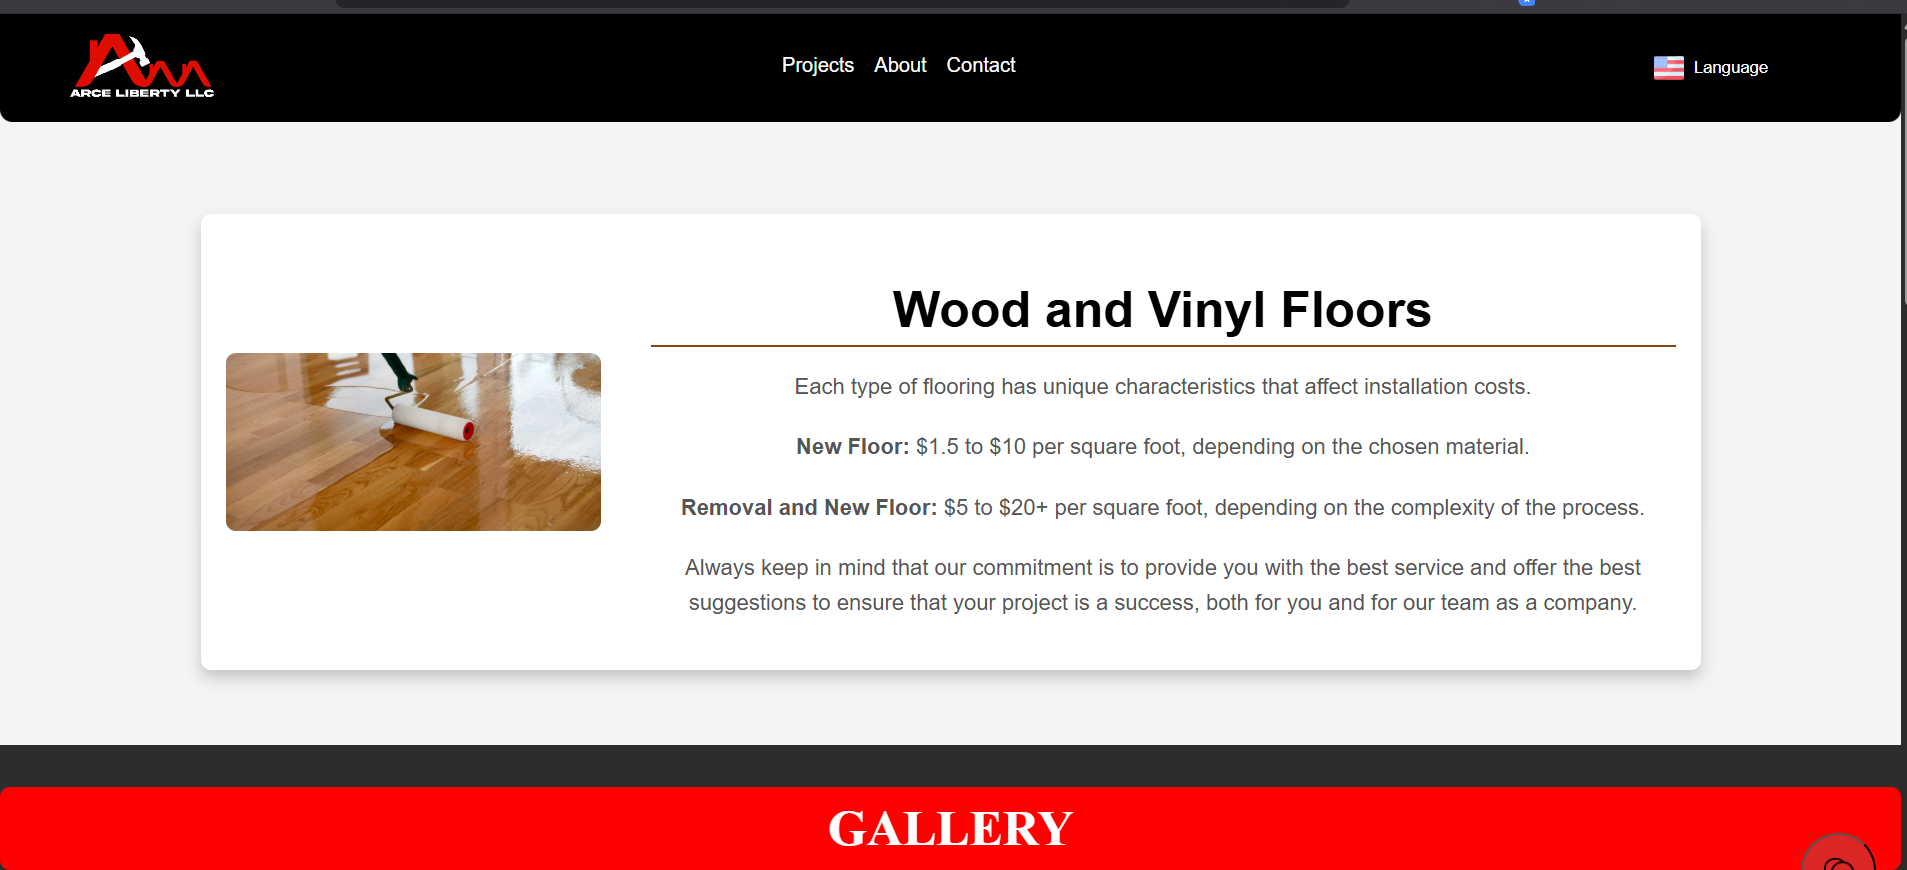 ARCE LIBERTY LLC
Projects About Contact
Language
Wood and Vinyl Floors
Each type of flooring has unique characteristics that affect installation costs.
New Floor: $1.5 to $10 per square foot, depending on the chosen material.
Removal and New Floor: $5 to $20+ per square foot, depending on the complexity of the process.
Always keep in mind that our commitment is to provide you with the best service and offer the best
suggestions to ensure that your project is a success, both for you and for our team as a company.
GALLERY